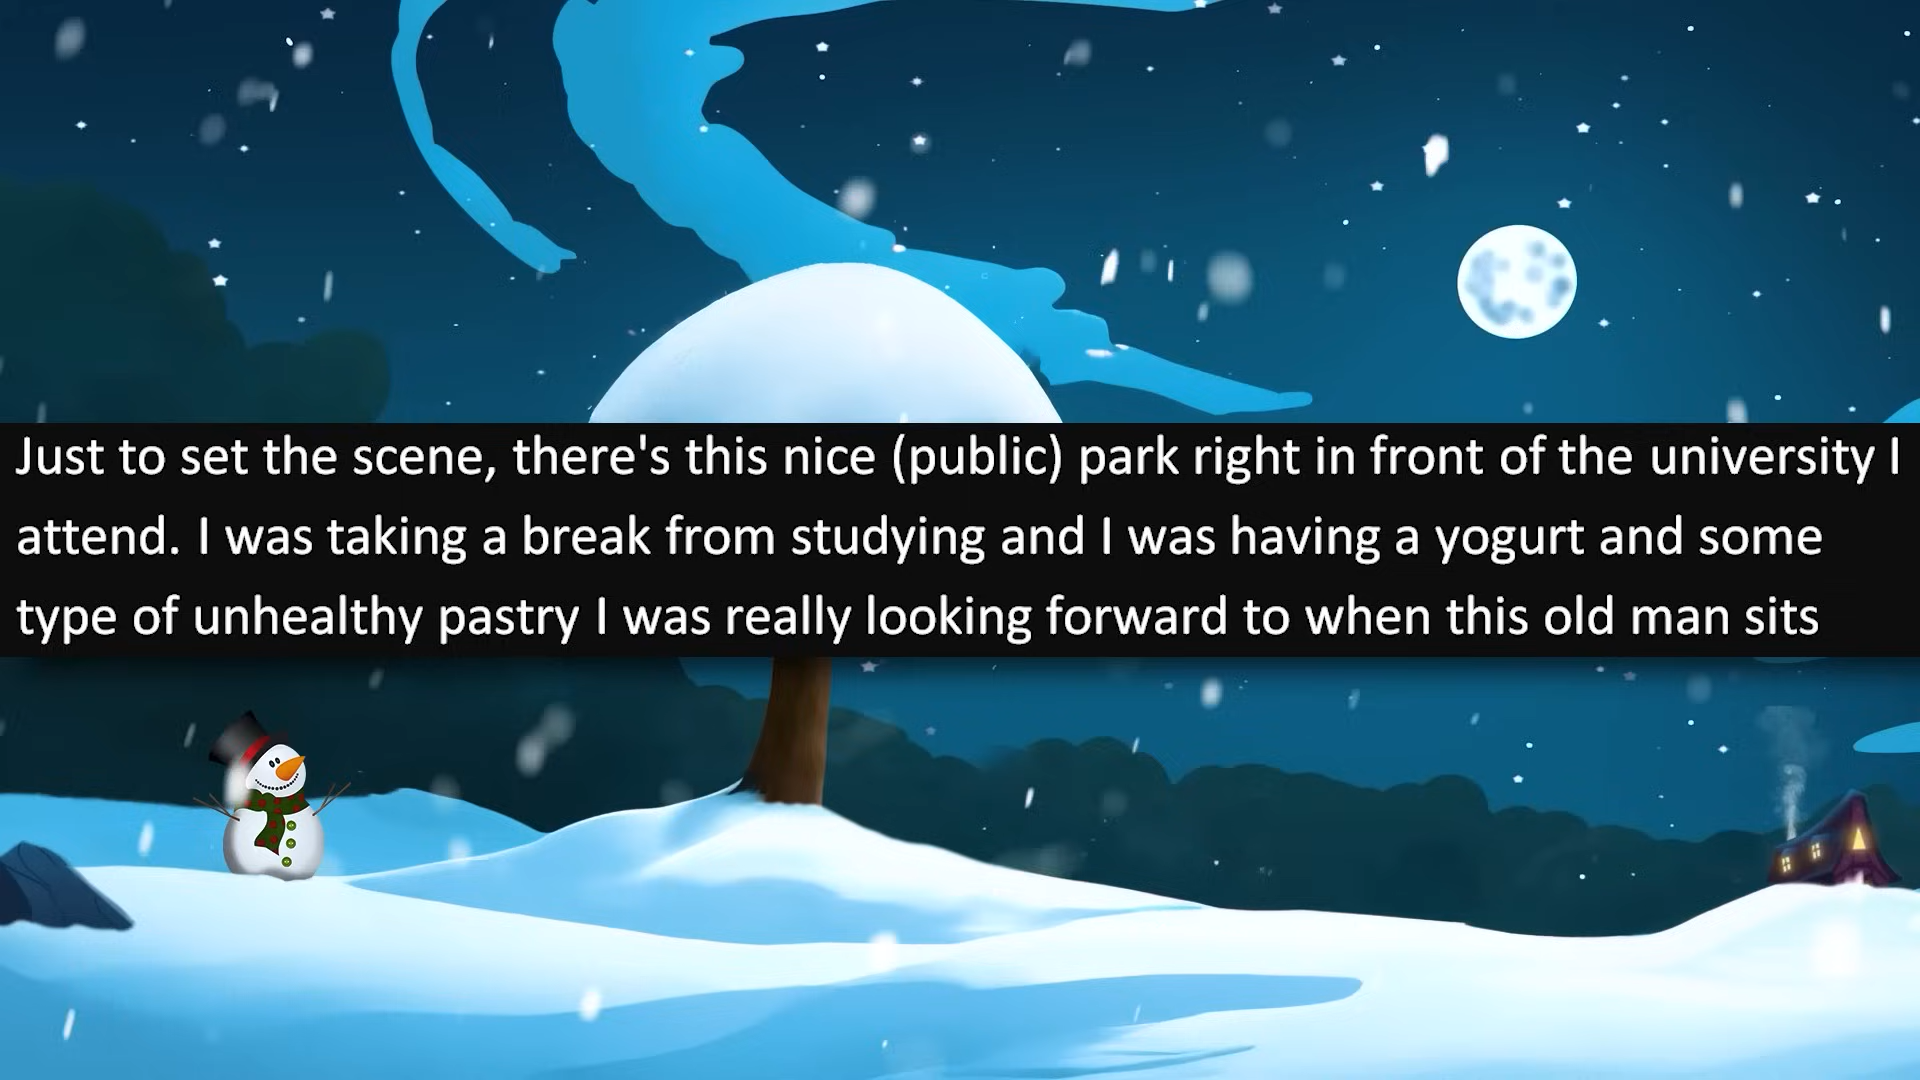 Just to set the scene, there's this nice (public) park right in front of the university I
attend. I was taking a break from studying and I was having a yogurt and some
type of unhealthy pastry I was really looking forward to when this old man sits